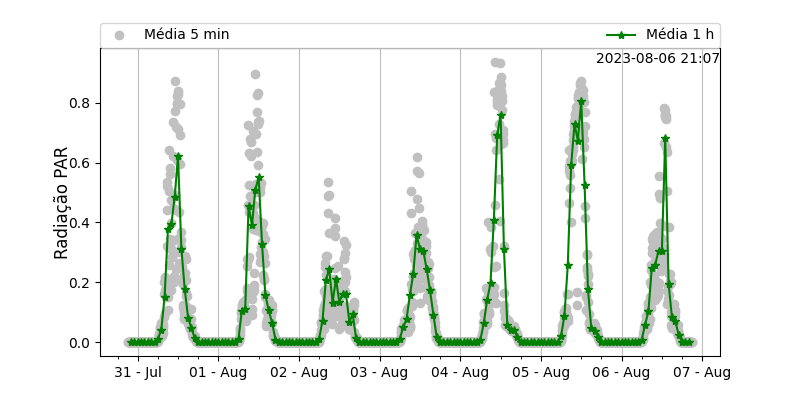 Média 5 min
Média 1 h
2023-08-06 21:07
Radiação PAR
0.8
0.6
0.4
0.2
0.0
31 - Jul
01 - Aug
02 - Aug
03 - Aug
04 - Aug
05 - Aug
06 - Aug
07 - Aug